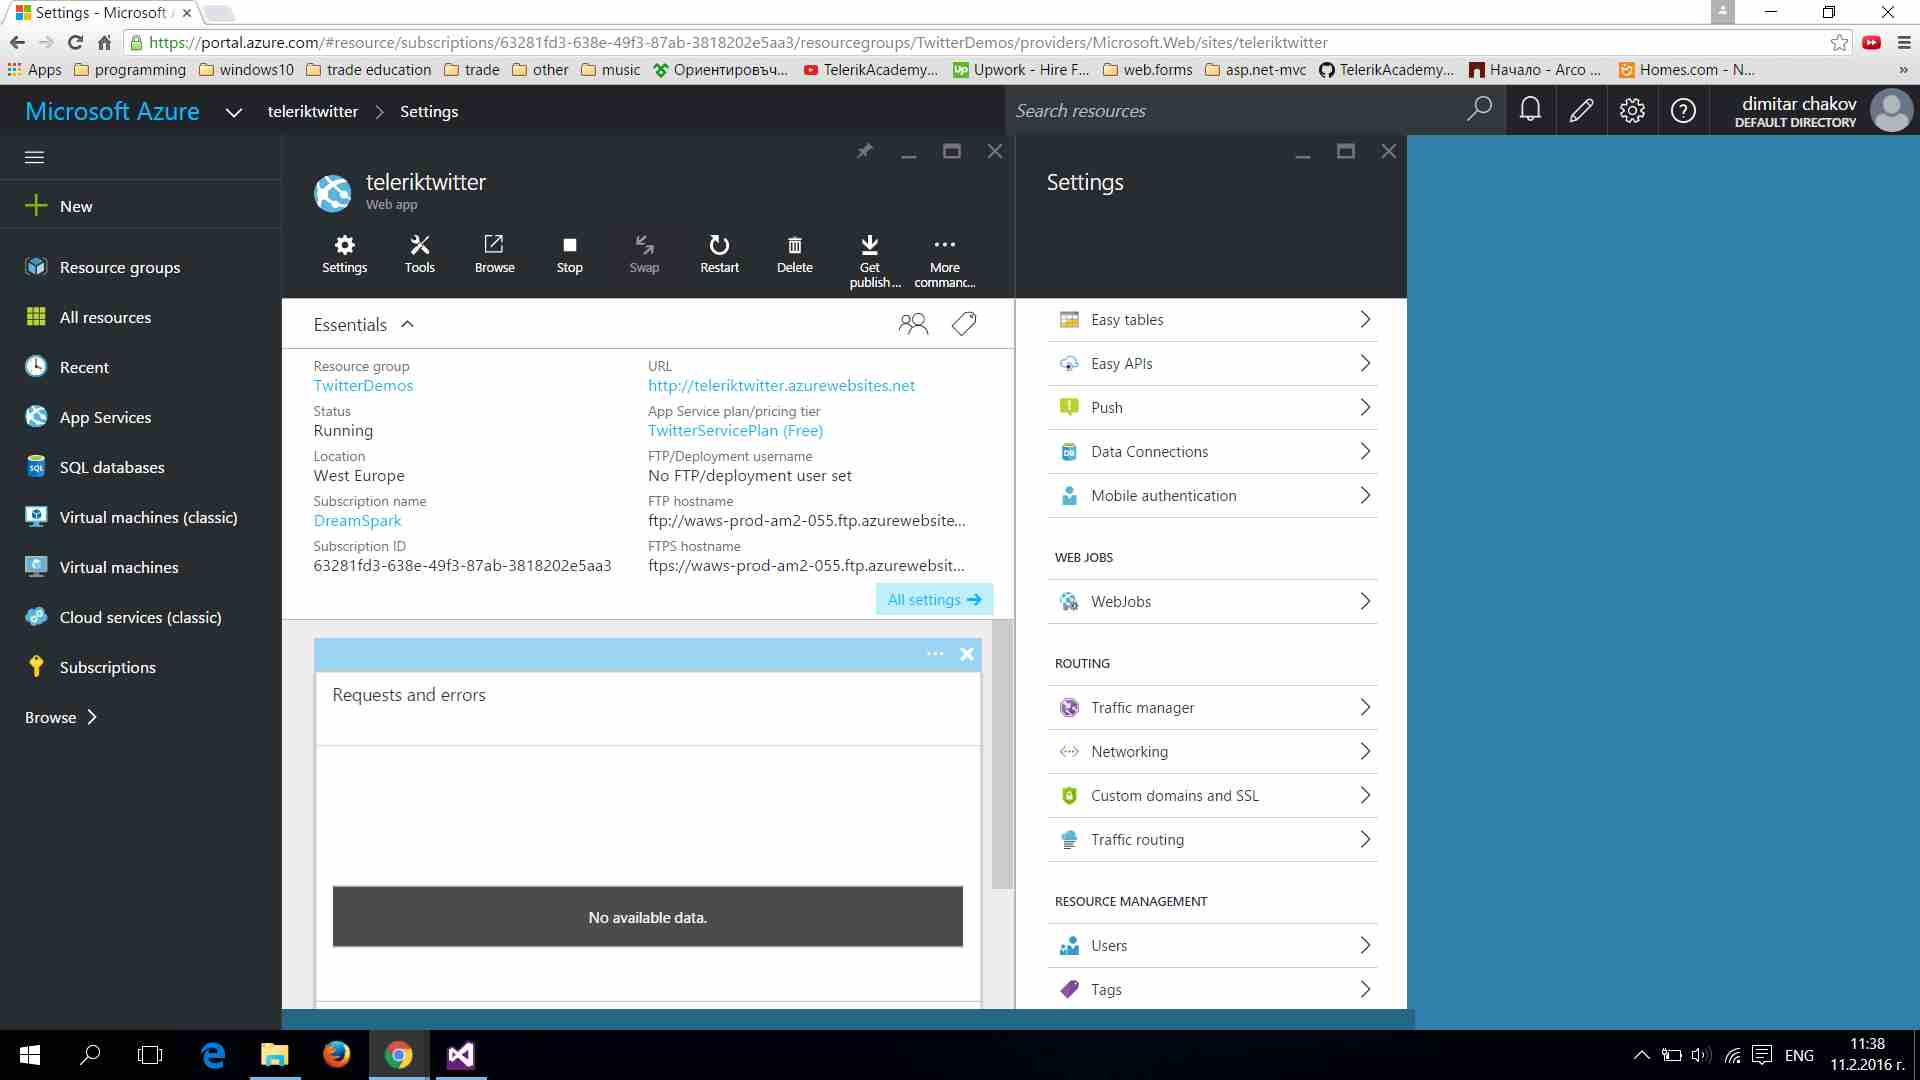 Settings - Microsoft A
https://portal.azure.com/#resource/subscriptions/63281fd3-638e-49f3-87ab-3818202e5aa3/resourcegroups/TwitterDemos/providers/Microsoft.Web/sites/teleriktwitter
Apps programming windows10 trade education trade other music Ориентировъч... TelerikAcademy... Upwork - Hire F... web.forms asp.net-mvc TelerikAcademy... Начало - Arco ... Homes.com - N... »
Microsoft Azure teleriktwitter Settings Search resources dimitar chakov
DEFAULT DIRECTORY
New
Resource groups
All resources
Recent
App Services
SQL databases
Virtual machines (classic)
Virtual machines
Cloud services (classic)
Subscriptions
Browse
teleriktwitter
Web app
Settings Tools Browse Stop Swap Restart Delete Get publish ... More commanc...
Essentials
Resource group
TwitterDemos
Status
Running
Location
West Europe
Subscription name
DreamSpark
Subscription ID
63281fd3-638e-49f3-87ab-3818202e5aa3
URL
http://teleriktwitter.azurewebsites.net
App Service plan/pricing tier
TwitterServicePlan (Free)
FTP/Deployment username
No FTP/deployment user set
FTP hostname
ftp://waws-prod-am2-055.ftp.azurewebsite...
FTPS hostname
ftps://waws-prod-am2-055.ftp.azurewebsit...
All settings
Requests and errors
No available data.
Settings
Easy tables
Easy APIs
Push
Data Connections
Mobile authentication
WEB JOBS
WebJobs
ROUTING
Traffic manager
Networking
Custom domains and SSL
Traffic routing
RESOURCE MANAGEMENT
Users
Tags
ENG
11:38
11.2.2016 г.